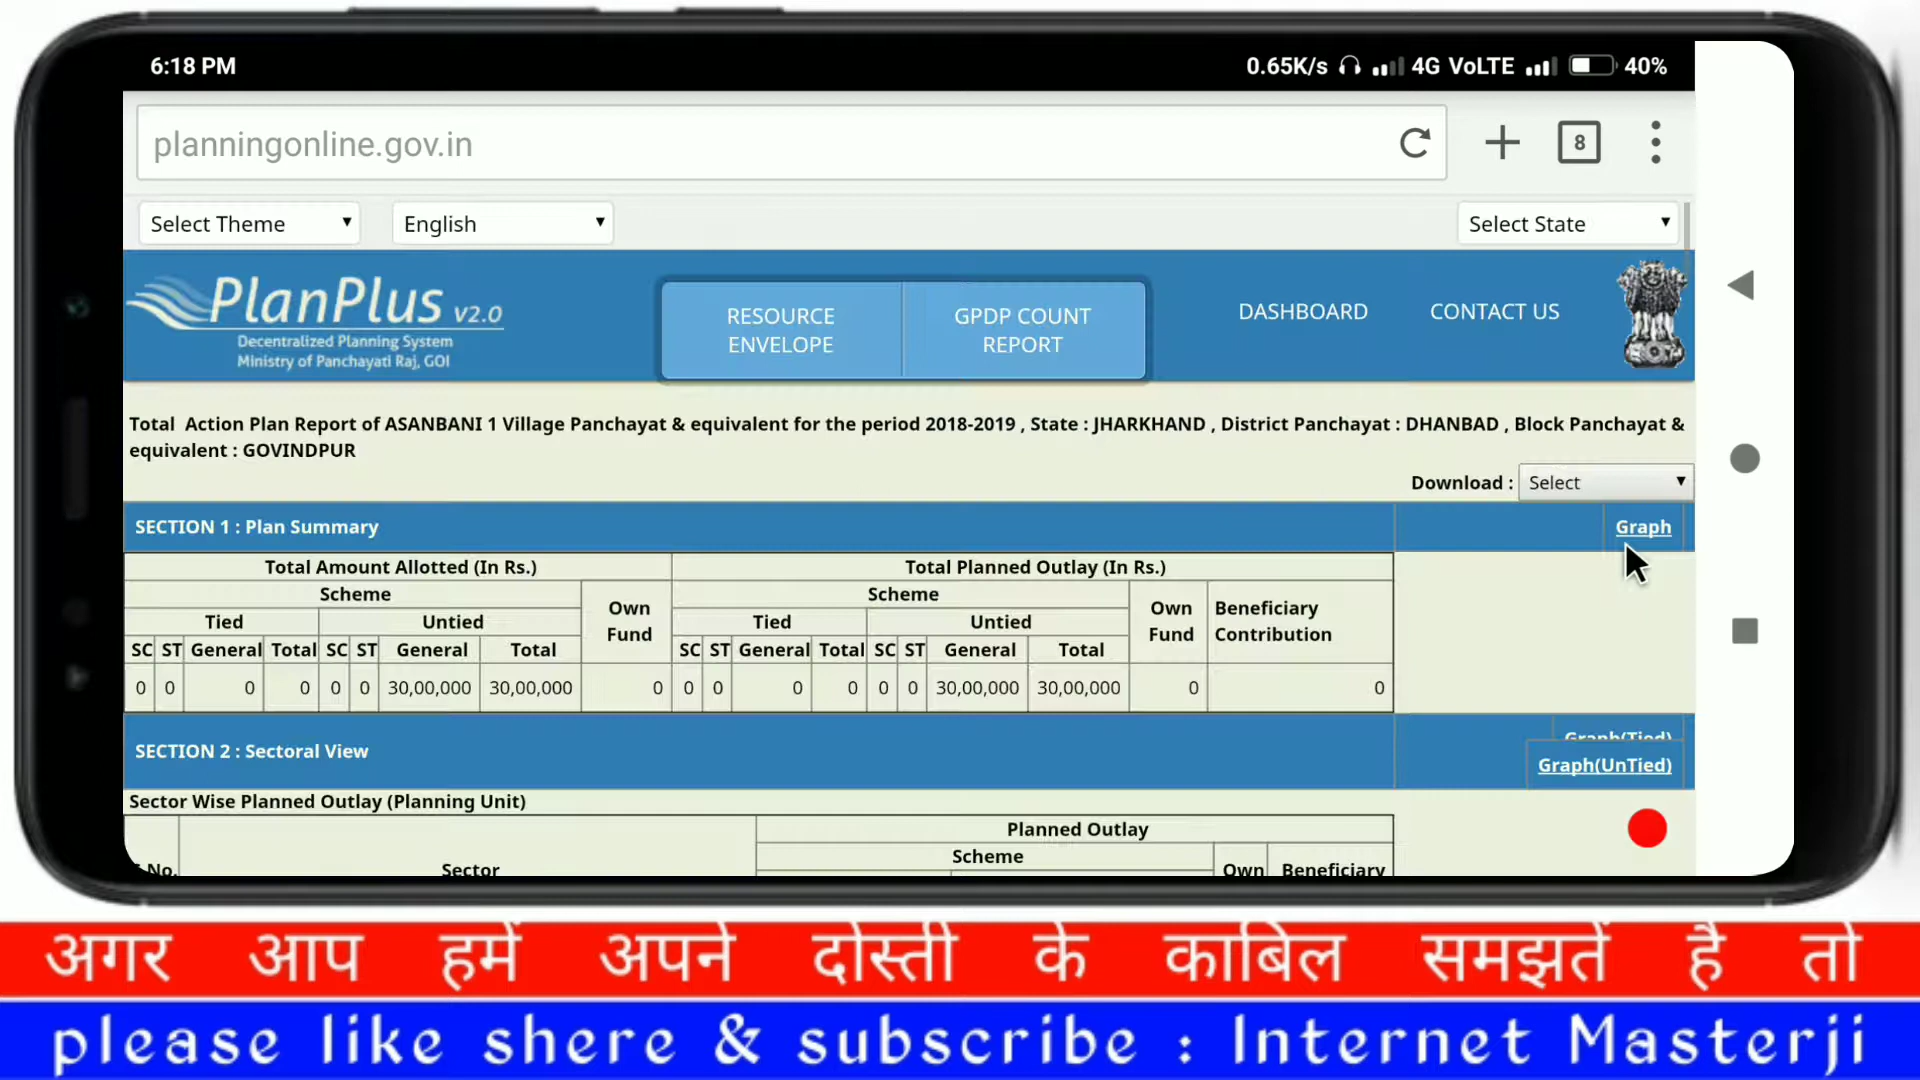 6:18 PM
0.65K/s 4G VoLTE 40%
planningonline.gov.in
8
Select Theme English Select State
PlanPlus v2.0
Decentralized Planning System
Ministry of Panchayati Raj, GOI
RESOURCE ENVELOPE
GPDP COUNT REPORT
DASHBOARD
CONTACT US
Total Action Plan Report of ASANBANI 1 Village Panchayat & equivalent for the period 2018-2019 , State : JHARKHAND , District Panchayat : DHANBAD , Block Panchayat &
equivalent : GOVINDPUR
Download : Select
SECTION 1 : Plan Summary Graph
Total Amount Allotted (In Rs.) Total Planned Outlay (In Rs.)
Scheme Own Fund Scheme Own Fund Beneficiary Contribution
Tied Untied Tied Untied
SC ST General Total SC ST General Total SC ST General Total SC ST General Total
0 0 0 0 0 0 30,00,000 30,00,000 0 0 0 0 0 0 0 30,00,000 30,00,000 0 0
SECTION 2 : Sectoral View Graph(Tied)
Graph(UnTied)
Sector Wise Planned Outlay (Planning Unit)
Planned Outlay
Scheme
No. Sector Own Beneficiary
अगर आप हमें अपने दोस्ती के काबिल समझतें है तो
please like shere & subscribe : Internet Masterji